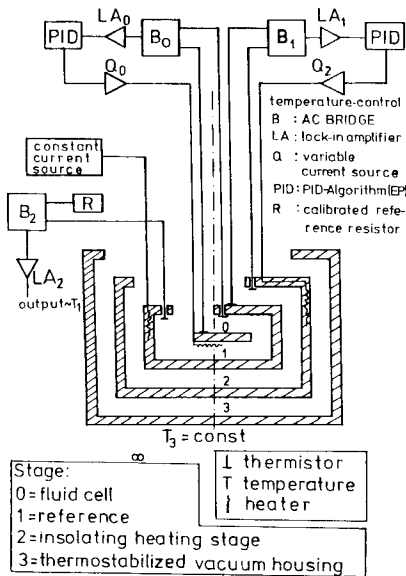 LA₀
LA₁
PID
B₀
B₁
PID
Q₀
Q₂
temperature-control
B : AC BRIDGE
LA : lock-in amplifier
Q : variable
current source
PID : PID-Algorithm(EP)
R : calibrated refe-
rence resistor
constant
current
source
B₂
R
LA₂
output~T₁
0
1
2
3
T₃ = const
∞
Stage:
0=fluid cell
1=reference
2=insolating heating stage
3=thermostabilized vacuum housing
⊥ thermistor
T temperature
⌇ heater